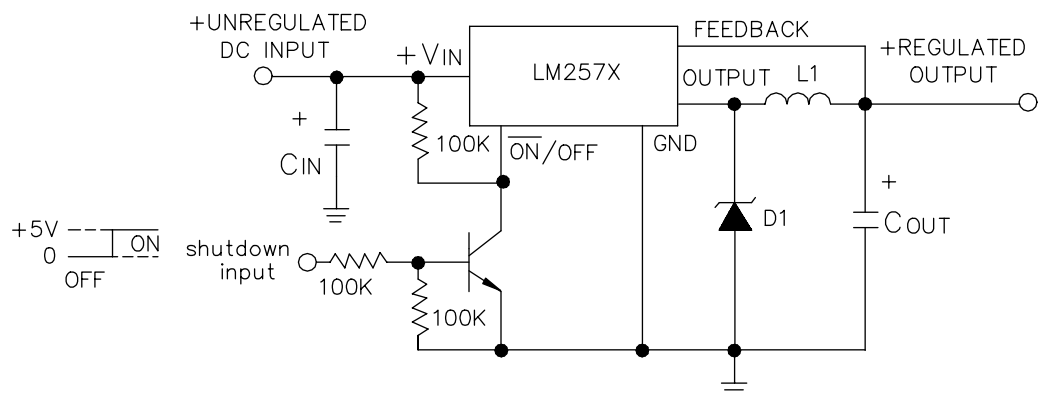 +UNREGULATED
DC INPUT
+VIN
LM257X
FEEDBACK
+REGULATED
OUTPUT
OUTPUT
L1
+
CIN
100K
ON/OFF
GND
+
COUT
D1
+5V
0
ON
OFF
shutdown
input
100K
100K